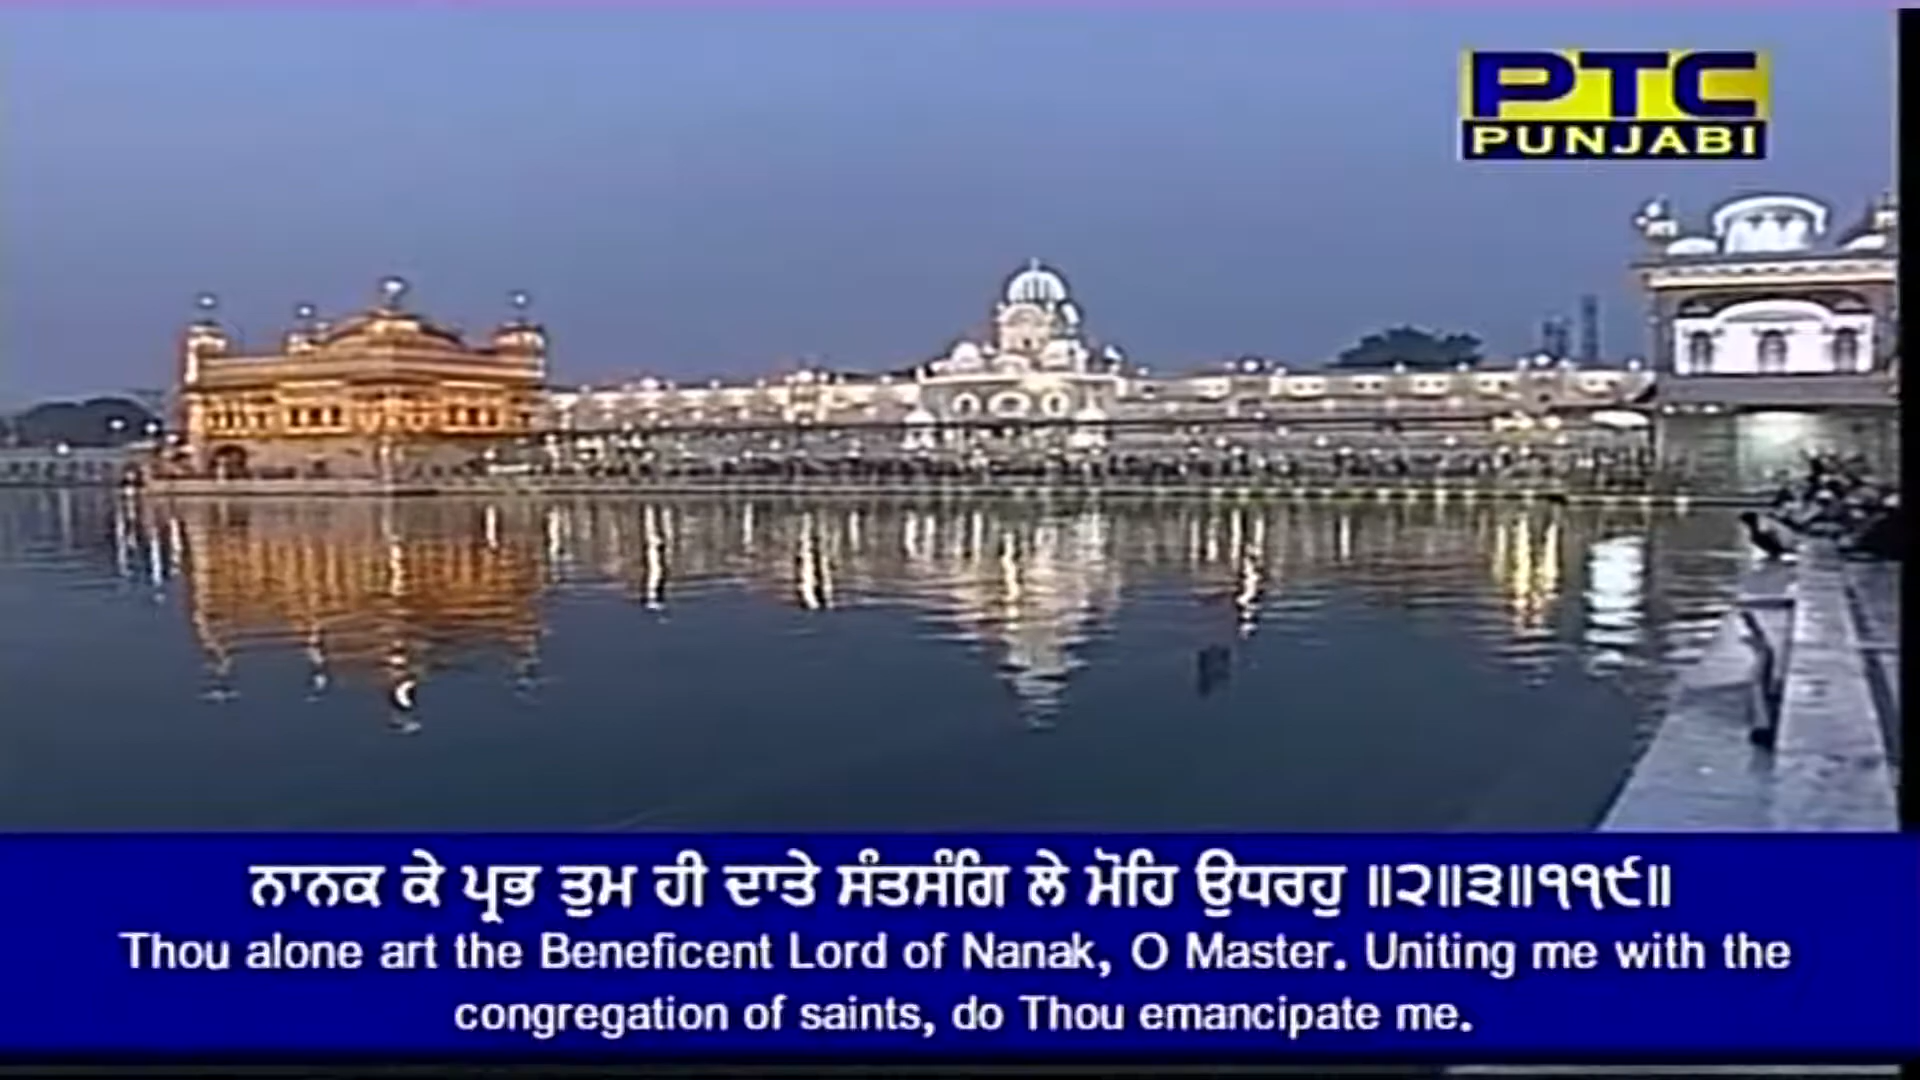 PTC
PUNJABI
ਨਾਨਕ ਕੇ ਪ੍ਰਭ ਤੁਮ ਹੀ ਦਾਤੇ ਸੰਤਸੰਗਿ ਲੇ ਮੋਹਿ ਉਧਰਹੁ ॥੨॥੩॥੧੧੯॥
Thou alone art the Beneficent Lord of Nanak, O Master. Uniting me with the
congregation of saints, do Thou emancipate me.